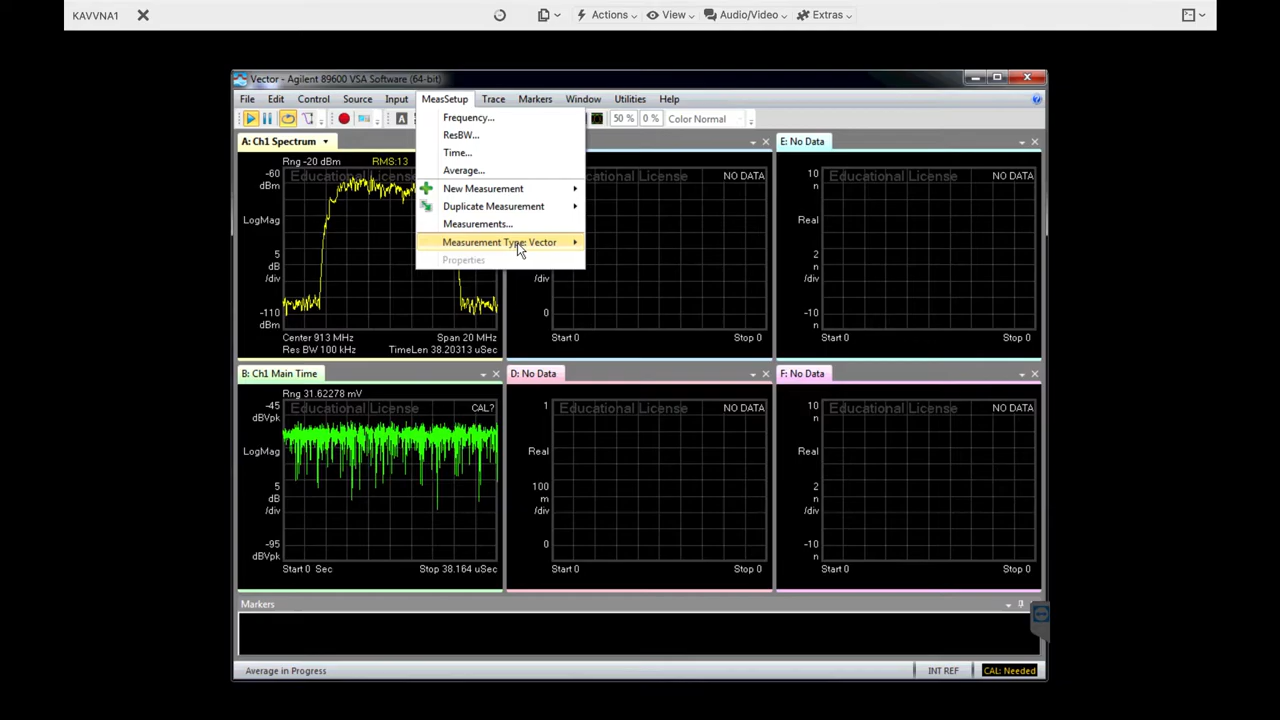 KAVVNA1
Actions
View
Audio/Video
Extras
Vector - Agilent 89600 VSA Software (64-bit)
File Edit Control Source Input MeasSetup Trace Markers Window Utilities Help
A
50 % 0 % Color Normal
Frequency...
ResBW...
Time...
Average...
New Measurement
Duplicate Measurement
Measurements...
Measurement Type: Vector
Properties
A: Ch1 Spectrum
Rng -20 dBm
RMS:13
Educational License
-60
dBm
LogMag
5
dB
/div
-110
dBm
Center 913 MHz
Span 20 MHz
Res BW 100 kHz
TimeLen 38.20313 uSec
NO DATA
/div
0
Start 0
Stop 0
E: No Data
10
Educational License
NO DATA
Real
2
n
/div
-10
n
Start 0
Stop 0
B: Ch1 Main Time
Rng 31.62278 mV
-45
dBVpk
Educational License
CAL?
LogMag
5
dB
/div
-95
dBVpk
Start 0 Sec
Stop 38.164 uSec
D: No Data
1
Educational License
NO DATA
Real
100
m
/div
0
Start 0
Stop 0
F: No Data
10
Educational License
NO DATA
Real
2
n
/div
-10
n
Start 0
Stop 0
Markers
Average in Progress
INT REF
CAL: Needed